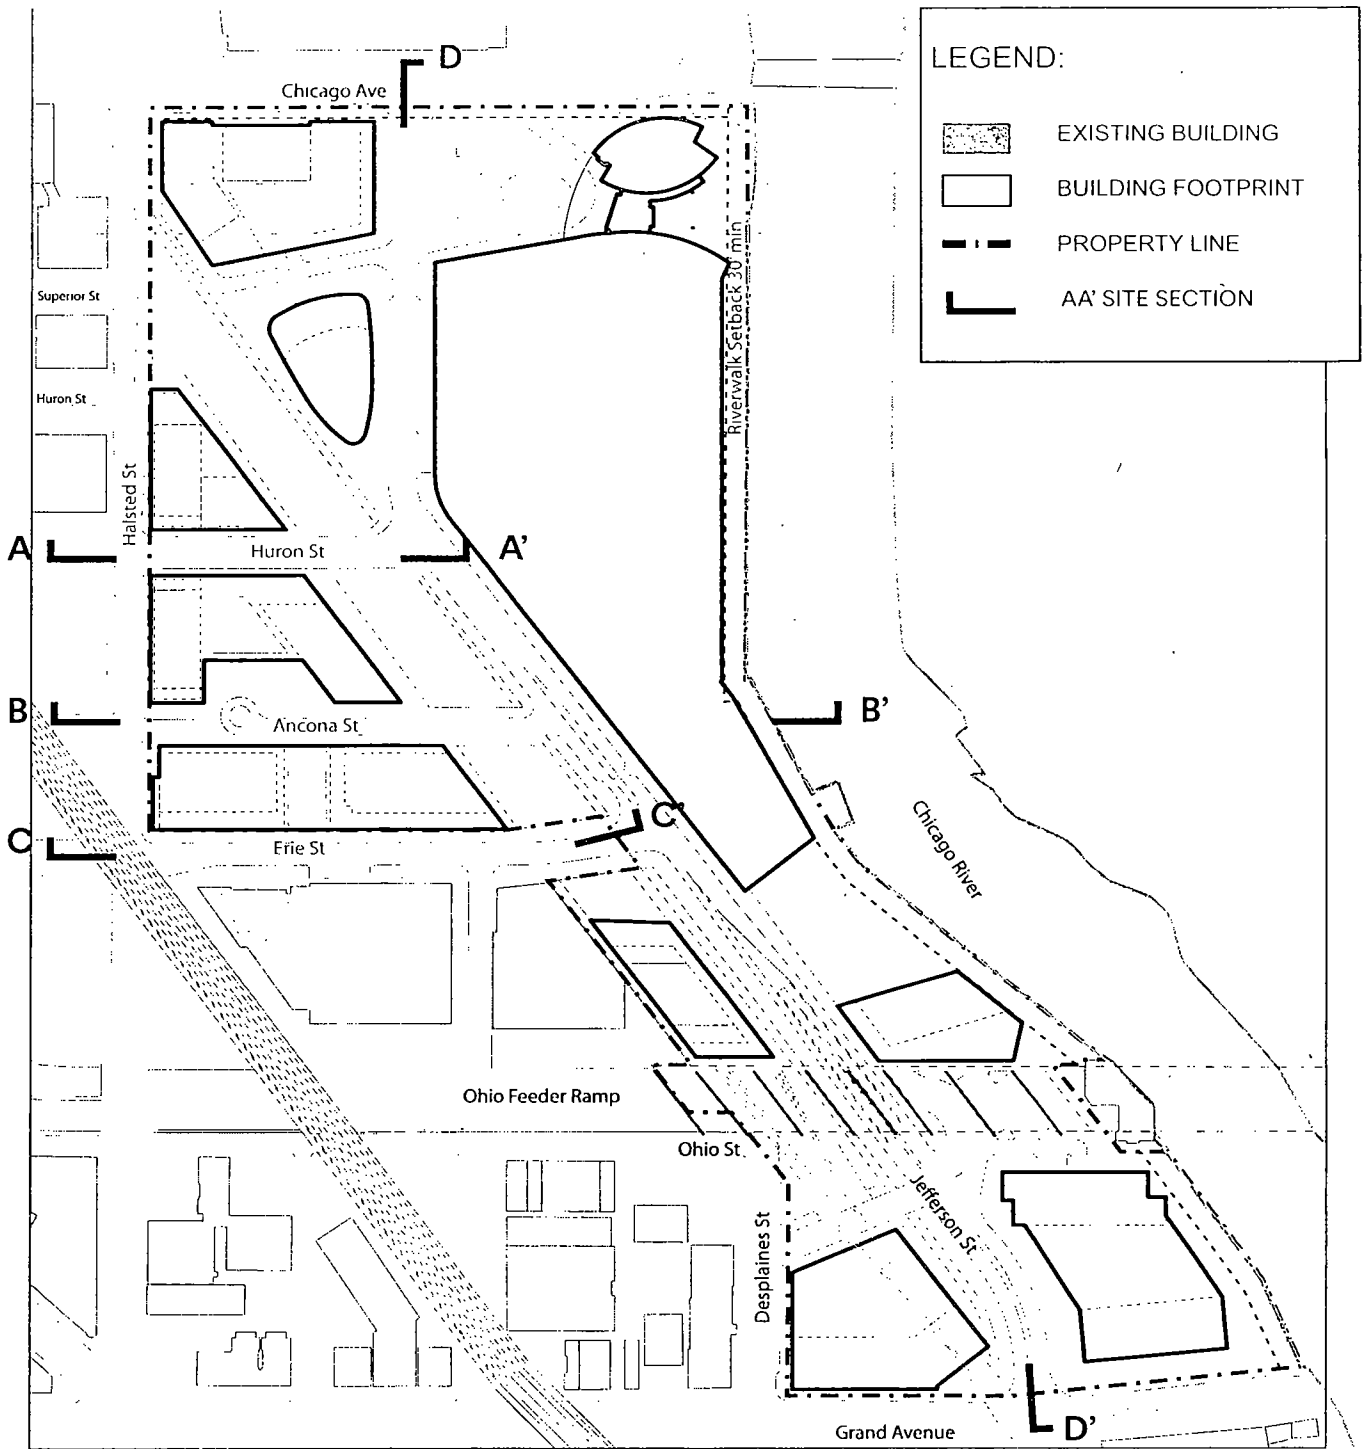 D
Chicago Ave
LEGEND:
EXISTING BUILDING
BUILDING FOOTPRINT
PROPERTY LINE
AA' SITE SECTION
Superior St
Huron St
Halsted St
Riverwalk Setback 30' min
A
Huron St
A'
B
Ancona St
B'
C
Erie St
C'
Chicago River
Ohio Feeder Ramp
Ohio St
Jefferson St
Desplaines St
Grand Avenue
D'